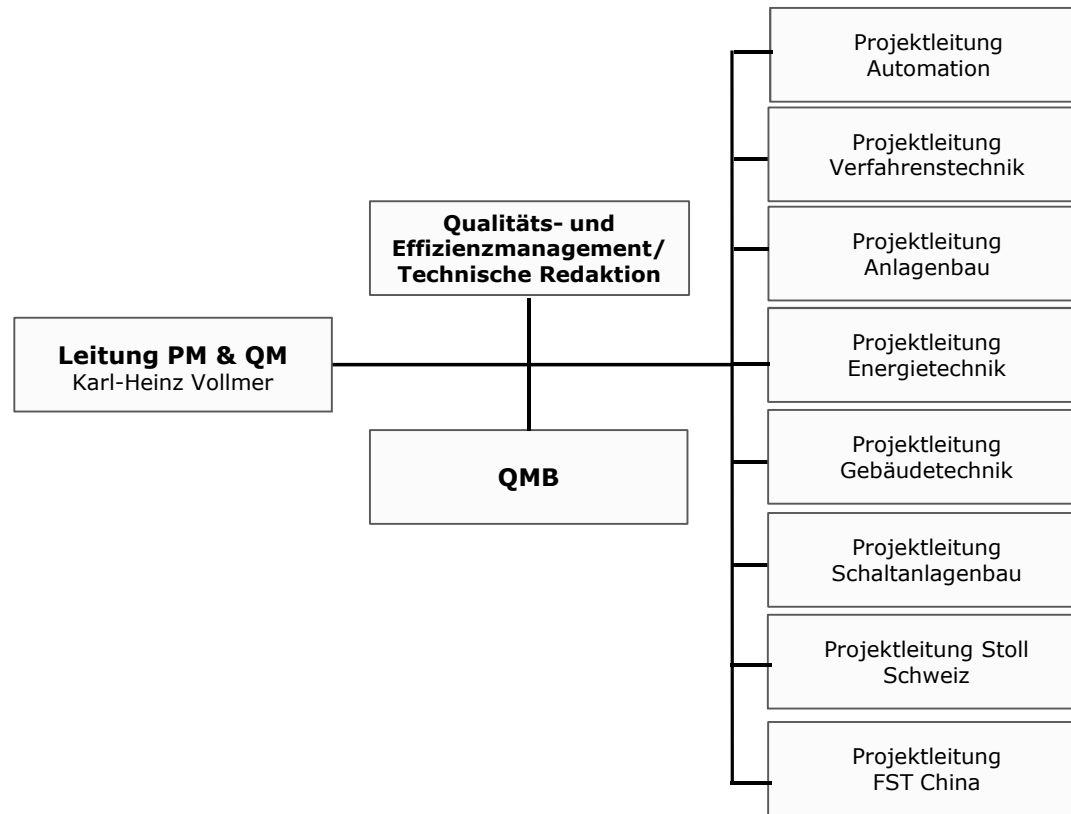 Projektleitung
Automation
Projektleitung
Verfahrenstechnik
Qualitäts- und
Effizienzmanagement/
Technische Redaktion
Projektleitung
Anlagenbau
Leitung PM & QM
Karl-Heinz Vollmer
Projektleitung
Energietechnik
QMB
Projektleitung
Gebäudetechnik
Projektleitung
Schaltanlagenbau
Projektleitung Stoll
Schweiz
Projektleitung
FST China